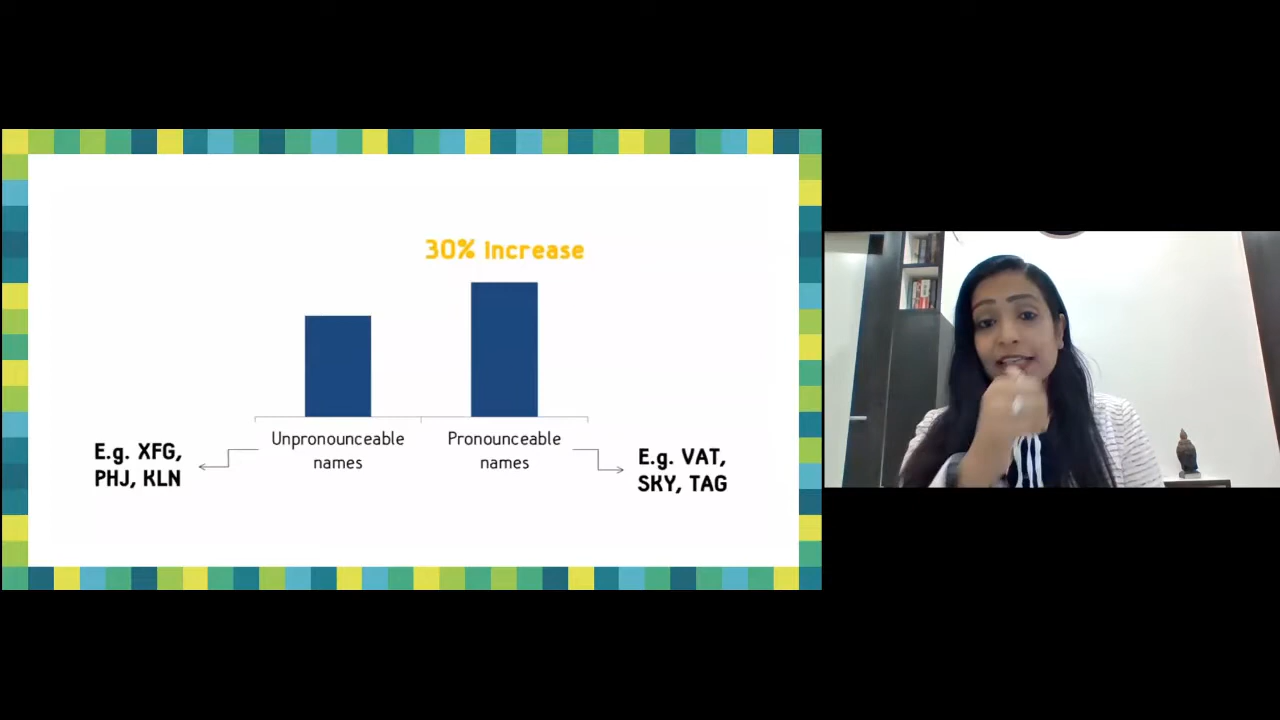 30% Increase
Unpronounceable
names
Pronounceable
names
E.g. XFG,
PHJ, KLN
E.g. VAT,
SKY, TAG